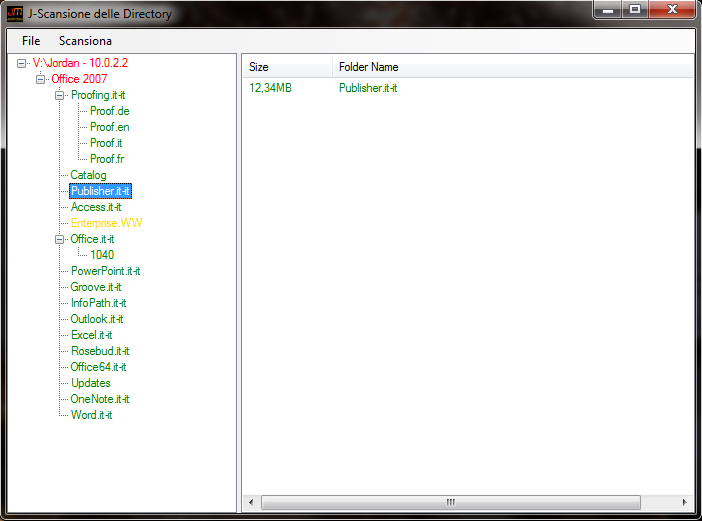 JM
J-Scansione delle Directory
File Scansiona
V:\Jordan - 10.0.2.2
Office 2007
Proofing.it-it
Proof.de
Proof.en
Proof.it
Proof.fr
Catalog
Publisher.it-it
Access.it-it
Enterprise.WW
Office.it-it
1040
PowerPoint.it-it
Groove.it-it
InfoPath.it-it
Outlook.it-it
Excel.it-it
Rosebud.it-it
Office64.it-it
Updates
OneNote.it-it
Word.it-it
Size Folder Name
12,34MB Publisher.it-it